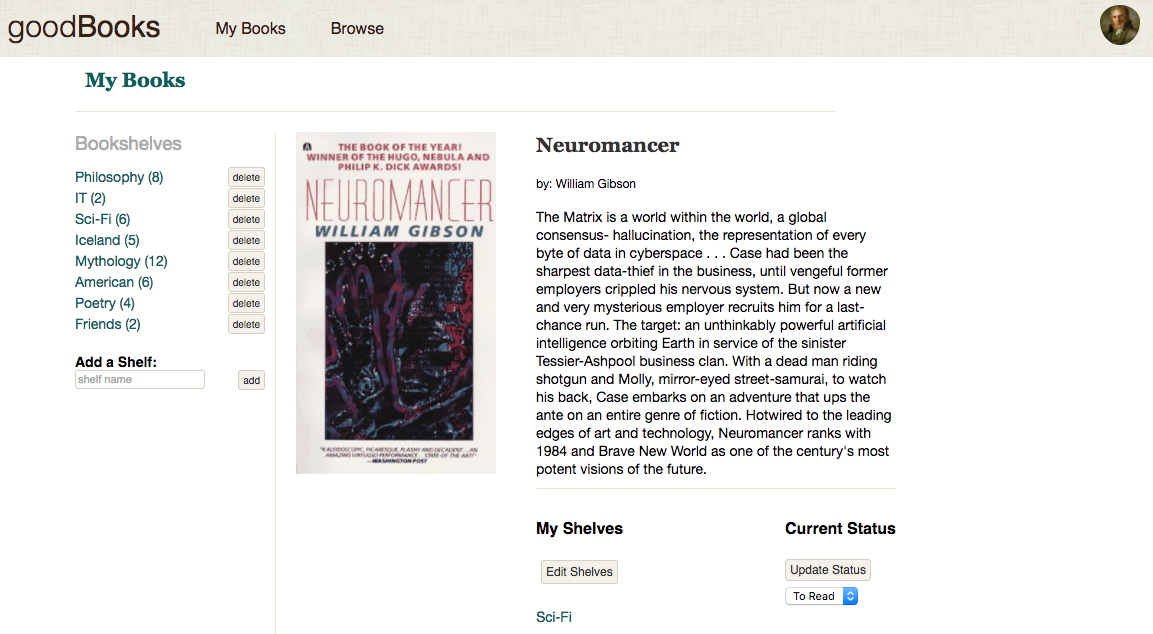 goodBooks
My Books
Browse
My Books
Bookshelves
Philosophy (8) delete
IT (2) delete
Sci-Fi (6) delete
Iceland (5) delete
Mythology (12) delete
American (6) delete
Poetry (4) delete
Friends (2) delete
Add a Shelf:
shelf name add
THE BOOK OF THE YEAR!
WINNER OF THE HUGO, NEBULA AND
PHILIP K. DICK AWARDS!
NEUROMANCER
WILLIAM GIBSON
"KALEIDOSCOPIC, PICARESQUE, FLASHY AND DECADENT...AN
AMAZING VIRTUOSO PERFORMANCE...STATE-OF-THE-ART!"
—WASHINGTON POST
Neuromancer
by: William Gibson
The Matrix is a world within the world, a global
consensus- hallucination, the representation of every
byte of data in cyberspace . . . Case had been the
sharpest data-thief in the business, until vengeful former
employers crippled his nervous system. But now a new
and very mysterious employer recruits him for a last-
chance run. The target: an unthinkably powerful artificial
intelligence orbiting Earth in service of the sinister
Tessier-Ashpool business clan. With a dead man riding
shotgun and Molly, mirror-eyed street-samurai, to watch
his back, Case embarks on an adventure that ups the
ante on an entire genre of fiction. Hotwired to the leading
edges of art and technology, Neuromancer ranks with
1984 and Brave New World as one of the century's most
potent visions of the future.
My Shelves
Edit Shelves
Sci-Fi
Current Status
Update Status
To Read